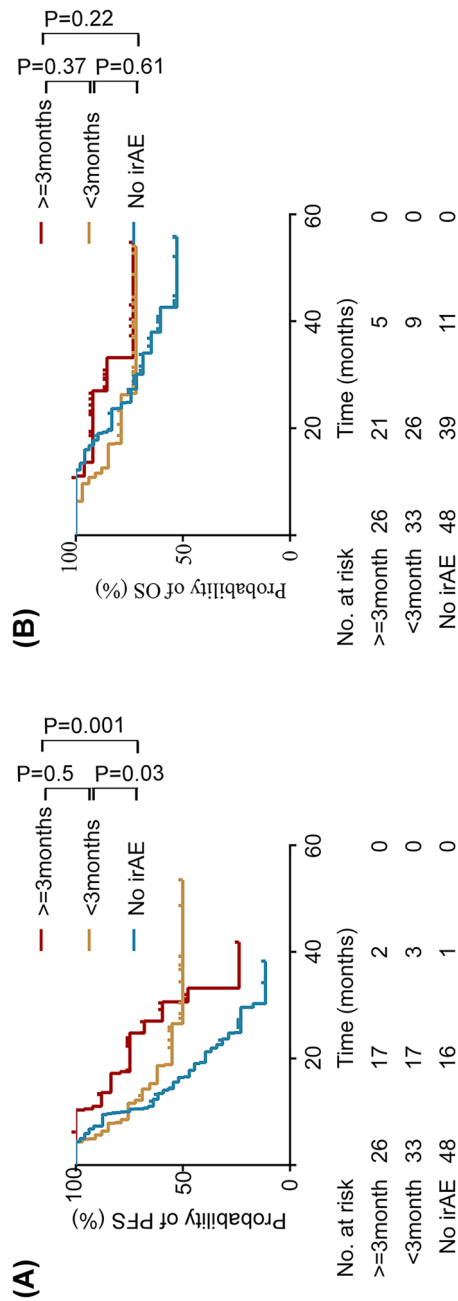 (A)
P=0.001
P=0.5
P=0.03
>=3months
<3months
No irAE
Probability of PFS (%)
100
50
0
20
40
60
No. at risk
Time (months)
>=3month 26 17 2 0
<3month 33 17 3 0
No irAE 48 16 1 0
(B)
P=0.22
P=0.37
P=0.61
>=3months
<3months
No irAE
Probability of OS (%)
100
50
0
20
40
60
No. at risk
Time (months)
>=3month 26 21 5 0
<3month 33 26 9 0
No irAE 48 39 11 0